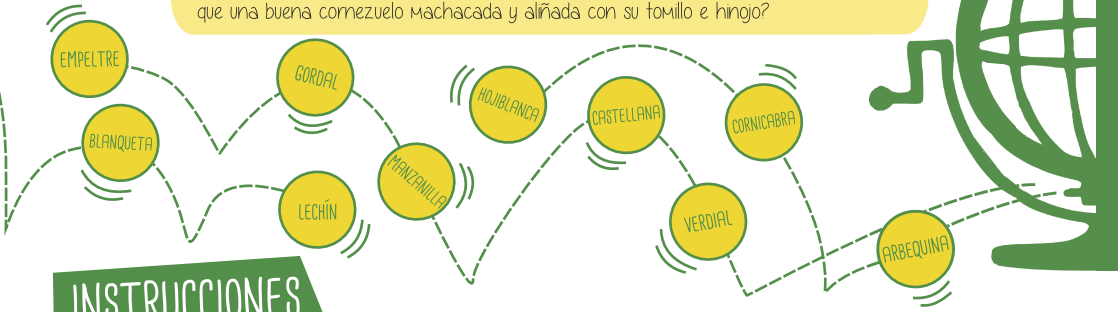 que una buena cornezuelo machacada y aliñada con su tomillo e hinojo?
EMPELTRE
GORDAL
HOJIBLANCA
CASTELLANA
CORNICABRA
BLANQUETA
MANZANILLA
LECHÍN
VERDIAL
ARBEQUINA
INSTRUCCIONES